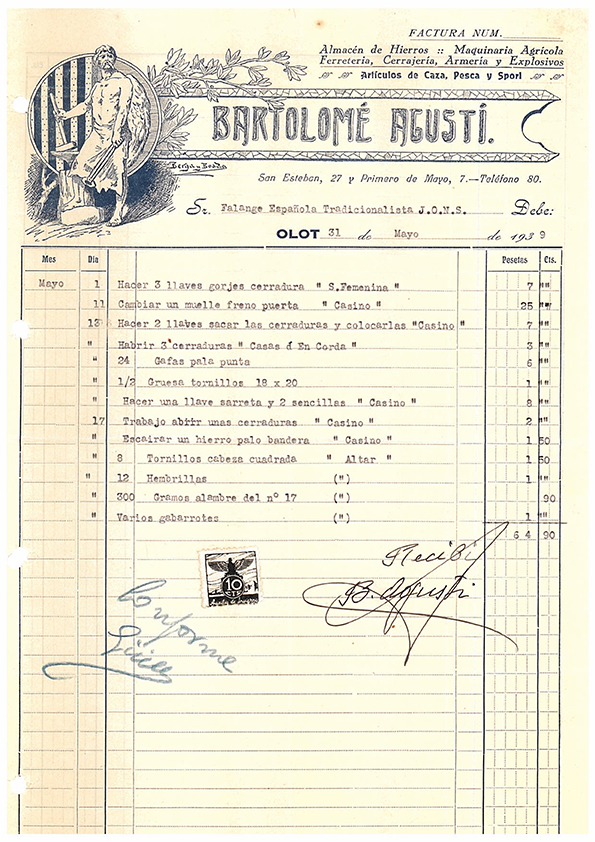 FACTURA NUM.
Almacén de Hierros :: Maquinaria Agrícola
Ferretería, Cerrajería, Armeria y Explosivos
Artículos de Caza, Pesca y Sport
BARTOLOMÉ AGUSTÍ.
San Esteban, 27 y Primero de Mayo, 7.—Teléfono 80.
Sr. Falange Española Tradicionalista J.O.N.S. Debe:
OLOT 31 de Mayo de 1939
Mes Día Pesetas Cts.
Mayo 1 Hacer 3 llaves gorjes cerradura " S.Femenina " 7 ""
11 Cambiar un muelle freno puerta " Casino " 25 ""
13 Hacer 2 llaves sacar las cerraduras y colocarlas "Casino " 7 ""
" Habrir 3 cerraduras " Casas d En Corda " 3 ""
" 24 Gafas pala punta 6 ""
" 1/2 Gruesa tornillos 18 x 20 1 ""
" Hacer una llave sarreta y 2 sencillas " Casino " 8 ""
17 Trabajo abrir unas cerraduras " Casino " 2 ""
" Escairar un hierro palo bandera " Casino " 1 50
" 8 Tornillos cabeza cuadrada " Altar " 1 50
" 12 Hembrillas (") 1 "
" 300 Gramos alambre del nº 17 (") 90
" Varios gabarrotes (") 1 "
64 90
Recibí
B. Agustí
10
CTS
Conforme